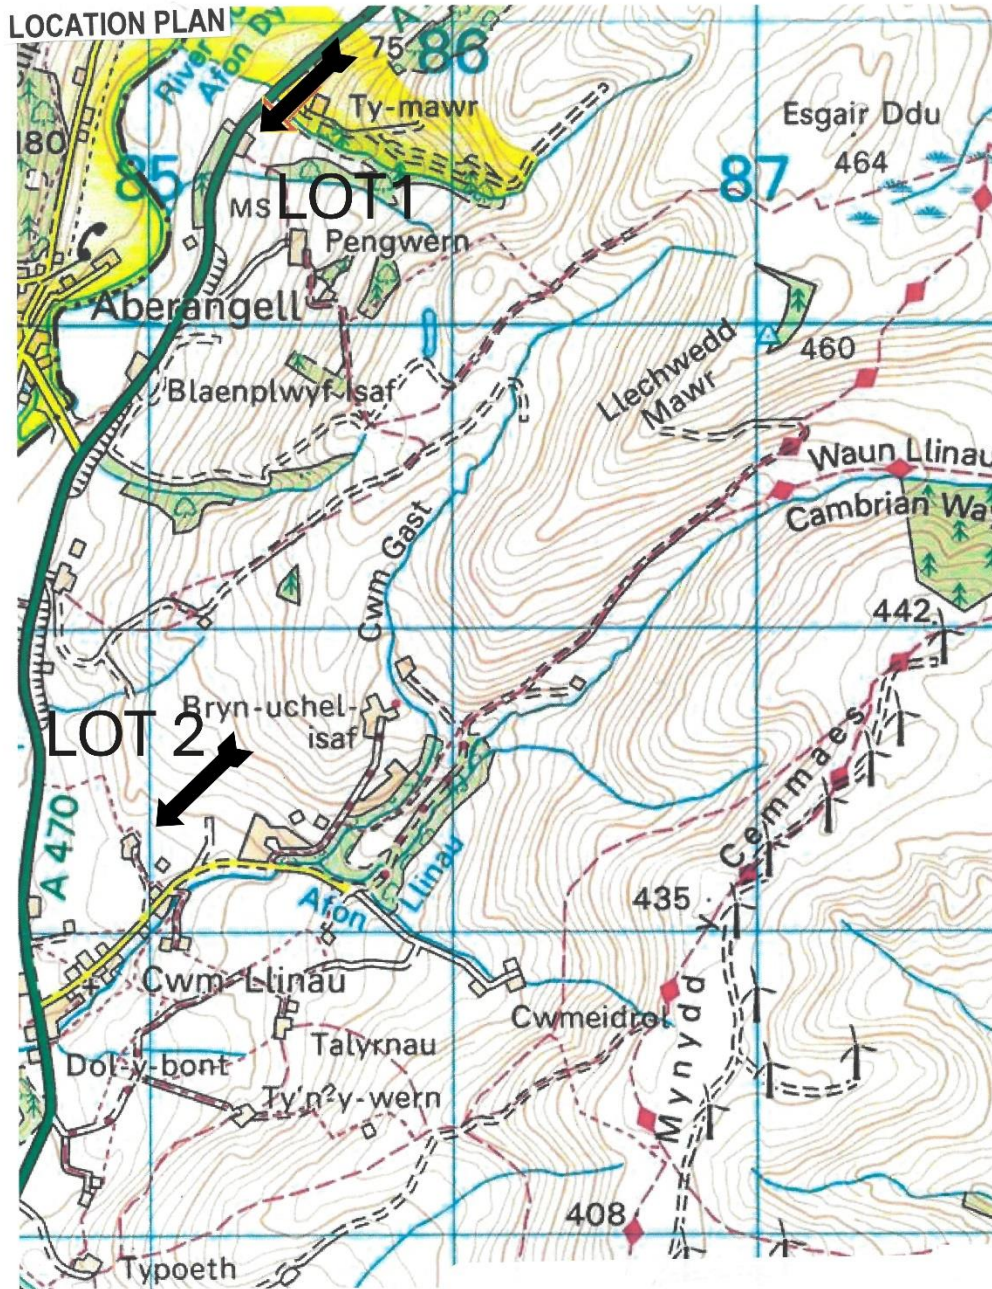 LOCATION PLAN
A
75
86
River
Afon Dy
Ty-mawr
Esgair Ddu
464
180
85
87
MS
LOT 1
Pengwern
Aberangell
460
Llechwedd
Mawr
Blaenplwyf-Isaf
Waun Llinau
Cambrian Wa
Cwm Gast
442
Bryn-uchel-
isaf
LOT 2
A 470
Mynydd Cemmaes
Afon Llinau
435
Cwm-Llinau
Cwmeidrol
Talyrnau
Dol-y-bont
Ty'n-y-wern
408
Typoeth